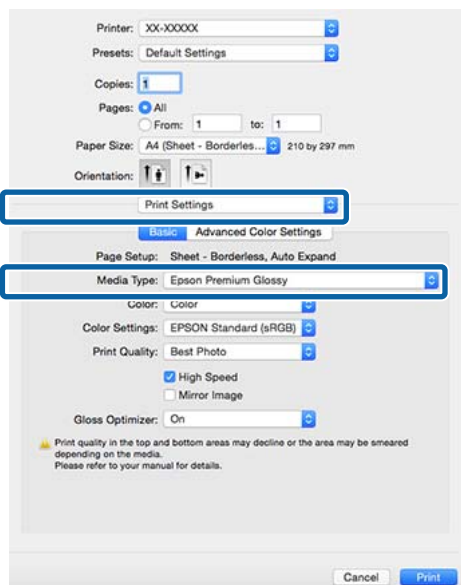 Printer: XX-XXXXX
Presets: Default Settings
Copies: 1
Pages: All
From: 1 to: 1
Paper Size: A4 (Sheet - Borderles... 210 by 297 mm
Orientation:
Print Settings
Basic Advanced Color Settings
Page Setup: Sheet - Borderless, Auto Expand
Media Type: Epson Premium Glossy
Color: Color
Color Settings: EPSON Standard (sRGB)
Print Quality: Best Photo
High Speed
Mirror Image
Gloss Optimizer: On
Print quality in the top and bottom areas may decline or the area may be smeared
depending on the media.
Please refer to your manual for details.
Cancel Print